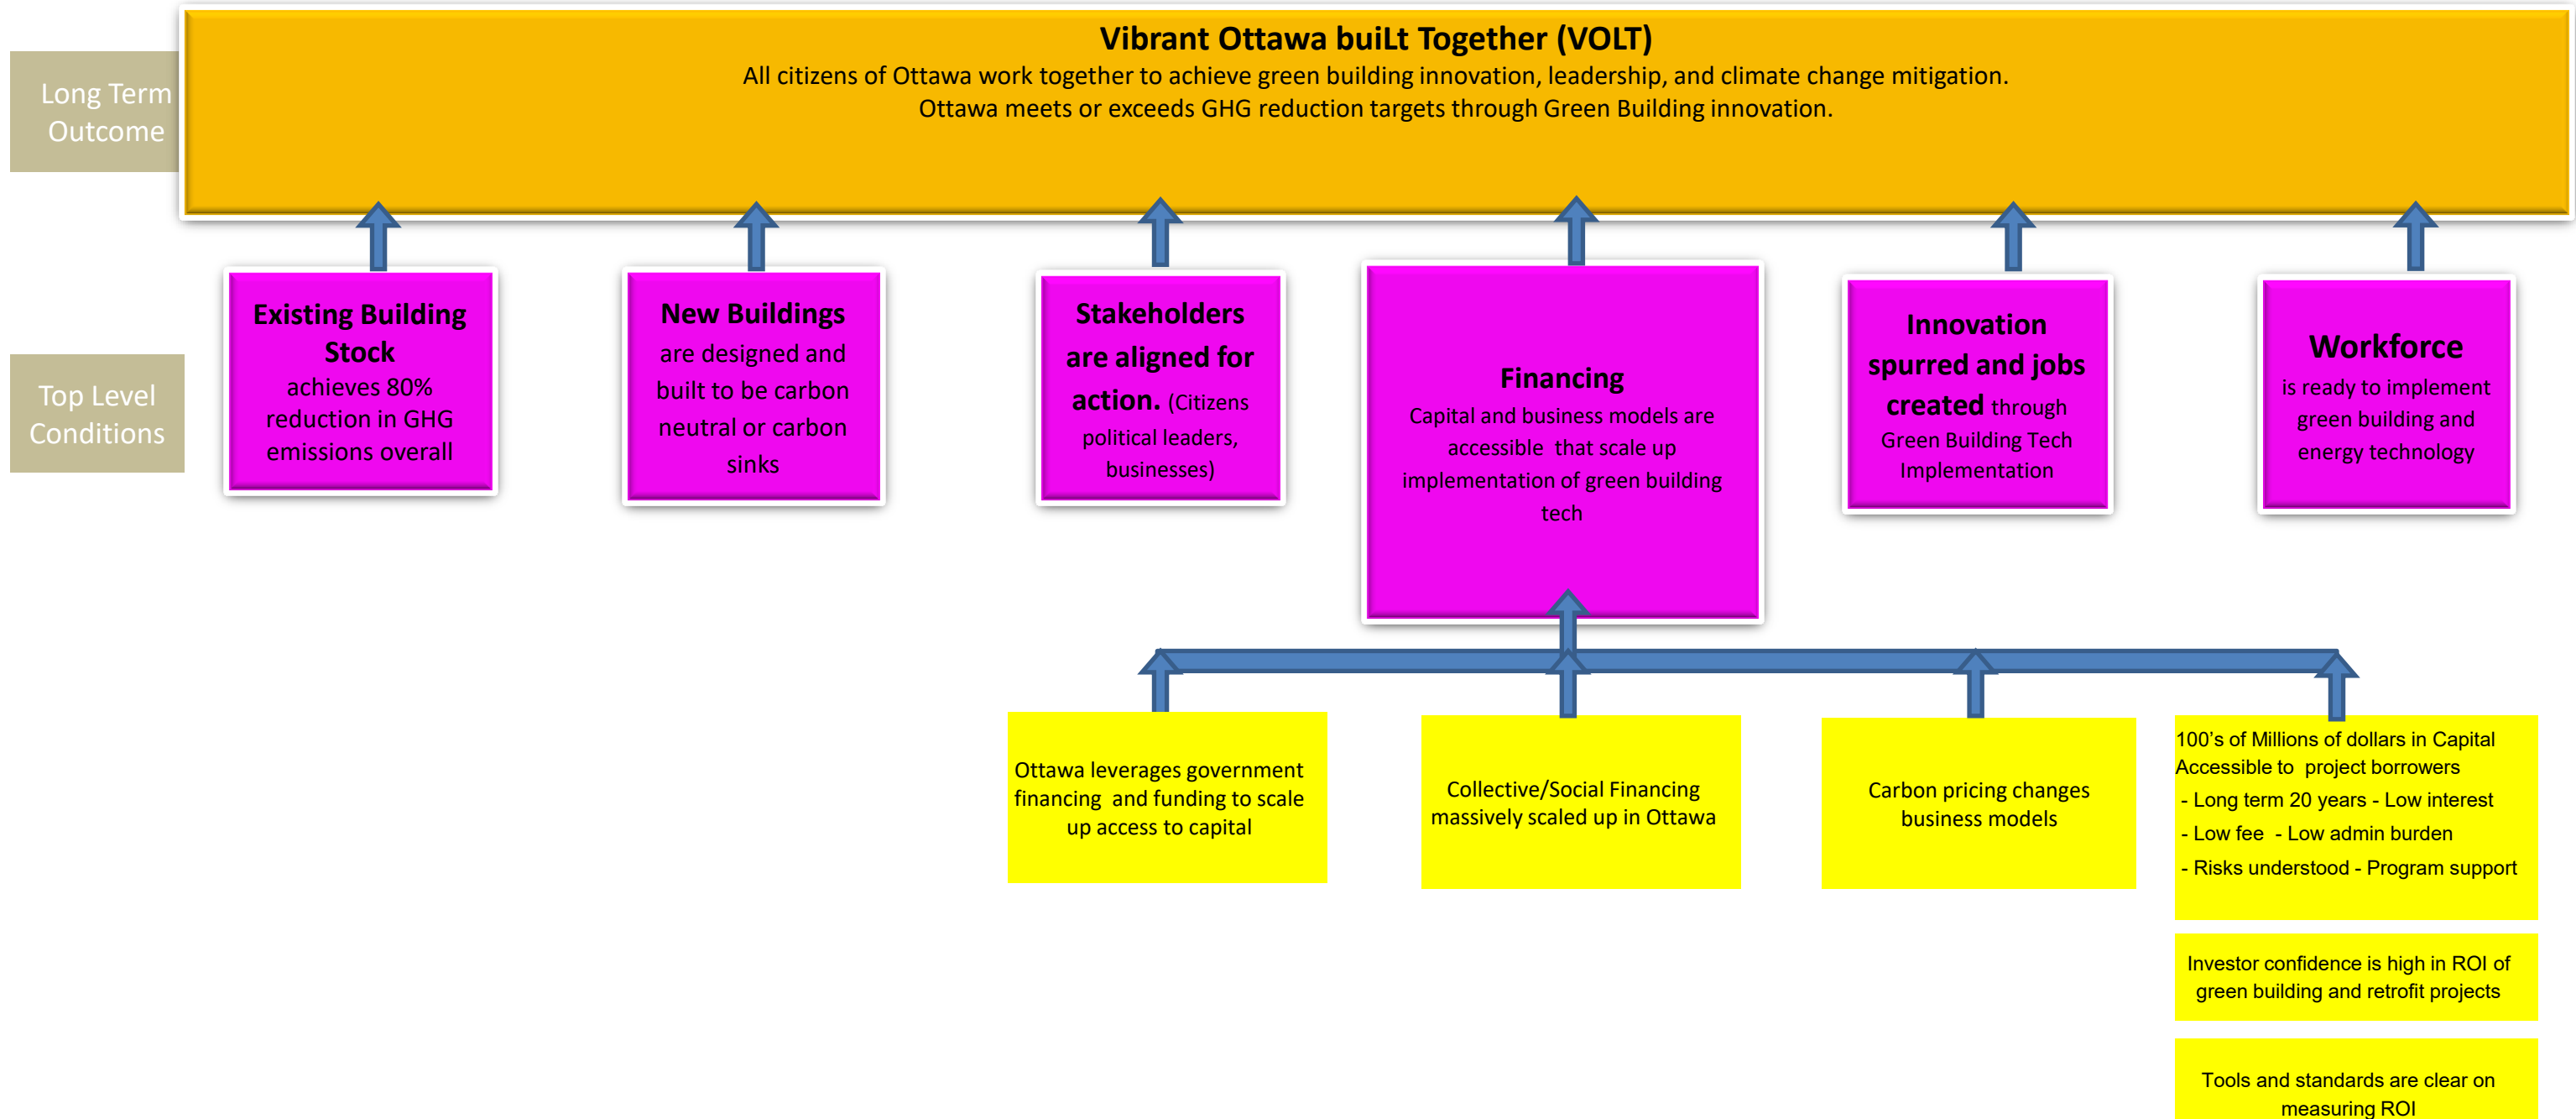 Vibrant Ottawa buiLt Together (VOLT)
All citizens of Ottawa work together to achieve green building innovation, leadership, and climate change mitigation.
Ottawa meets or exceeds GHG reduction targets through Green Building innovation.
Long Term
Outcome
Top Level
Conditions
Existing Building
Stock
achieves 80%
reduction in GHG
emissions overall
New Buildings
are designed and
built to be carbon
neutral or carbon
sinks
Stakeholders
are aligned for
action. (Citizens
political leaders,
businesses)
Financing
Capital and business models are
accessible that scale up
implementation of green building
tech
Innovation
spurred and jobs
created through
Green Building Tech
Implementation
Workforce
is ready to implement
green building and
energy technology
Ottawa leverages government
financing and funding to scale
up access to capital
Collective/Social Financing
massively scaled up in Ottawa
Carbon pricing changes
business models
100's of Millions of dollars in Capital
Accessible to project borrowers
- Long term 20 years - Low interest
- Low fee - Low admin burden
- Risks understood - Program support
Investor confidence is high in ROI of
green building and retrofit projects
Tools and standards are clear on
measuring ROI